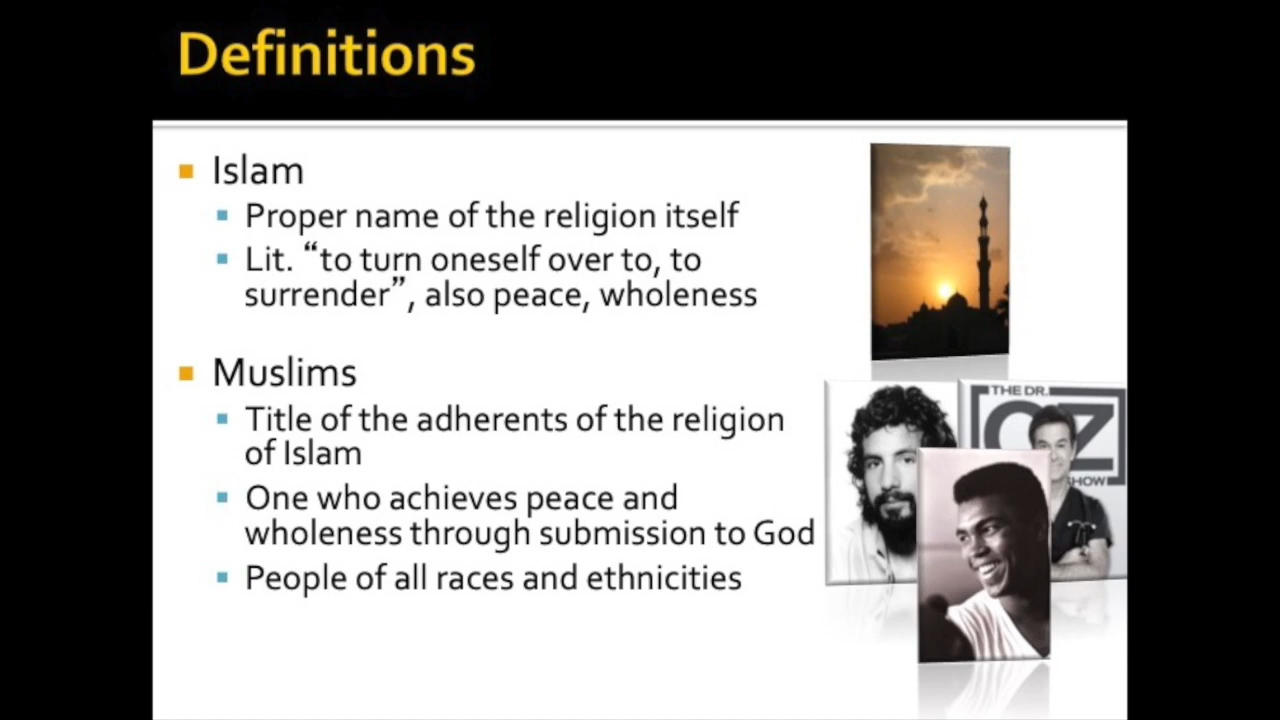 Definitions
Islam
Proper name of the religion itself
Lit. “to turn oneself over to, to
surrender”, also peace, wholeness
Muslims
Title of the adherents of the religion
of Islam
One who achieves peace and
wholeness through submission to God
People of all races and ethnicities
THE DR.
OZ
SHOW